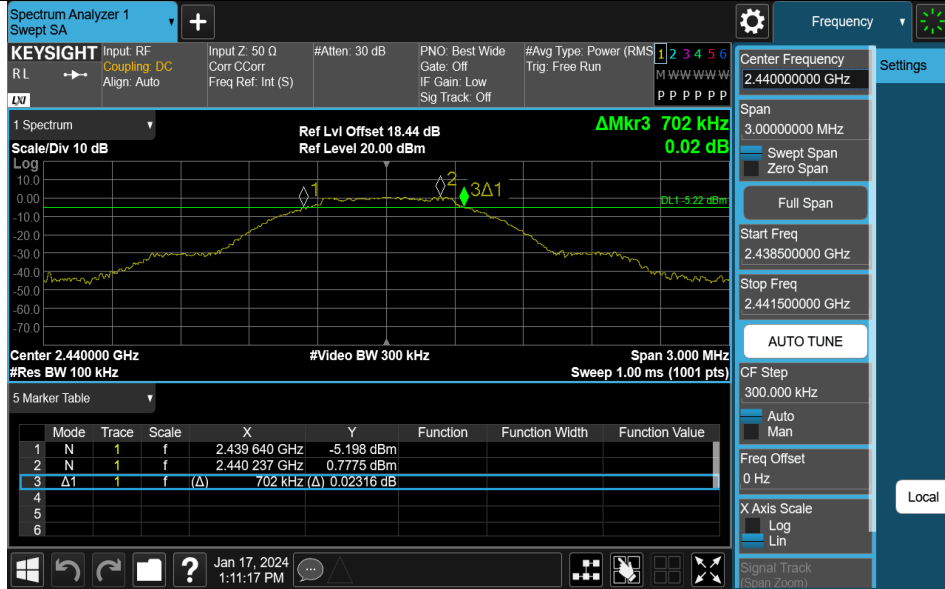 Spectrum Analyzer 1
Swept SA
+
Frequency
KEYSIGHT
R L
LXI
Input: RF
Coupling: DC
Align: Auto
Input Z: 50 Ω
Corr CCorr
Freq Ref: Int (S)
#Atten: 30 dB
PNO: Best Wide
Gate: Off
IF Gain: Low
Sig Track: Off
#Avg Type: Power (RMS
Trig: Free Run
1 2 3 4 5 6
M W W W W W
P P P P P P
1 Spectrum
Scale/Div 10 dB
Ref Lvl Offset 18.44 dB
Ref Level 20.00 dBm
ΔMkr3 702 kHz
0.02 dB
Log
10.0
0.00
-10.0
-20.0
-30.0
-40.0
-50.0
-60.0
-70.0
1
2
3Δ1
DL1 -5.22 dBm
Center 2.440000 GHz
#Res BW 100 kHz
#Video BW 300 kHz
Span 3.000 MHz
Sweep 1.00 ms (1001 pts)
5 Marker Table
Mode Trace Scale X Y Function Function Width Function Value
1 N 1 f 2.439 640 GHz -5.198 dBm
2 N 1 f 2.440 237 GHz 0.7775 dBm
3 Δ1 1 f (Δ) 702 kHz (Δ) 0.02316 dB
4
5
6
?
Jan 17, 2024
1:11:17 PM
Center Frequency
2.440000000 GHz
Span
3.00000000 MHz
Swept Span
Zero Span
Full Span
Start Freq
2.438500000 GHz
Stop Freq
2.441500000 GHz
AUTO TUNE
CF Step
300.000 kHz
Auto
Man
Freq Offset
0 Hz
X Axis Scale
Log
Lin
Signal Track
(Span Zoom)
Settings
Local